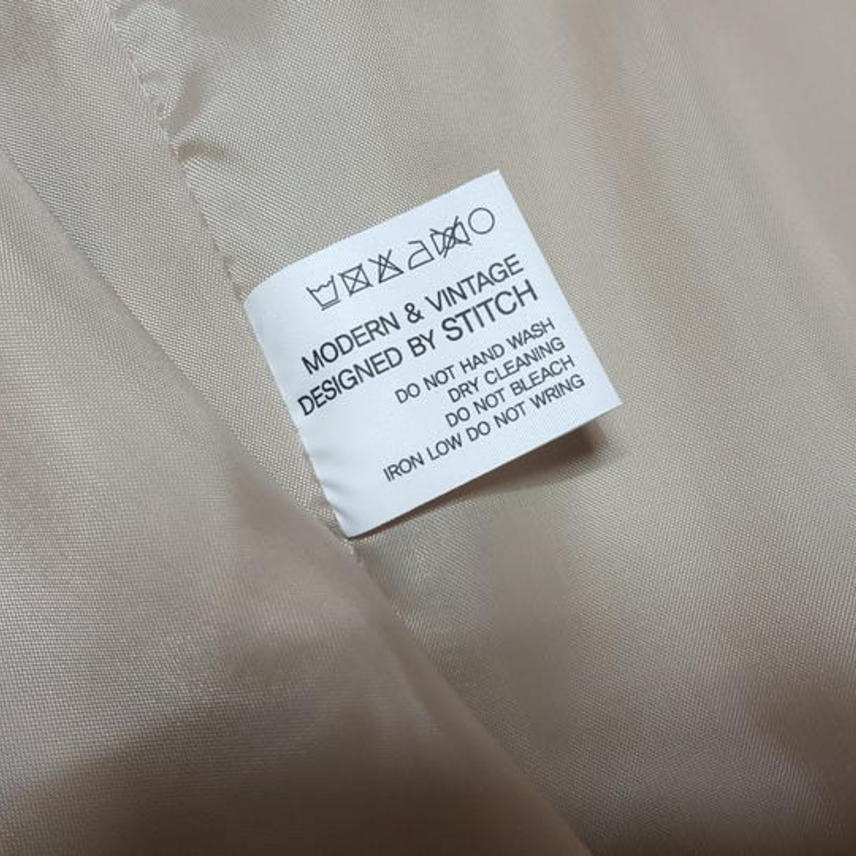 MODERN & VINTAGE
DESIGNED BY STITCH
DO NOT HAND WASH
DRY CLEANING
DO NOT BLEACH
IRON LOW DO NOT WRING